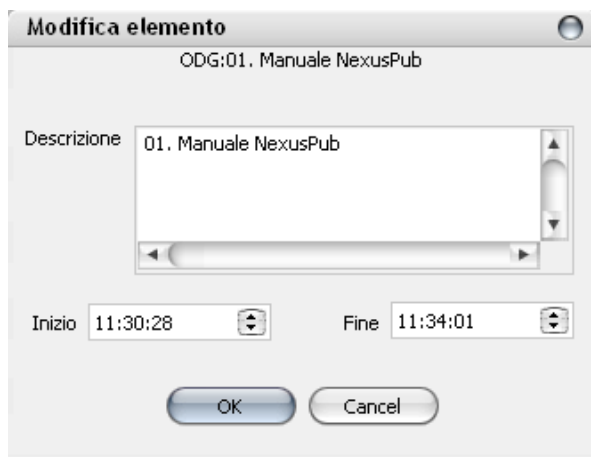 Modifica elemento
ODG:01. Manuale NexusPub
Descrizione 01. Manuale NexusPub
Inizio 11:30:28 Fine 11:34:01
OK Cancel